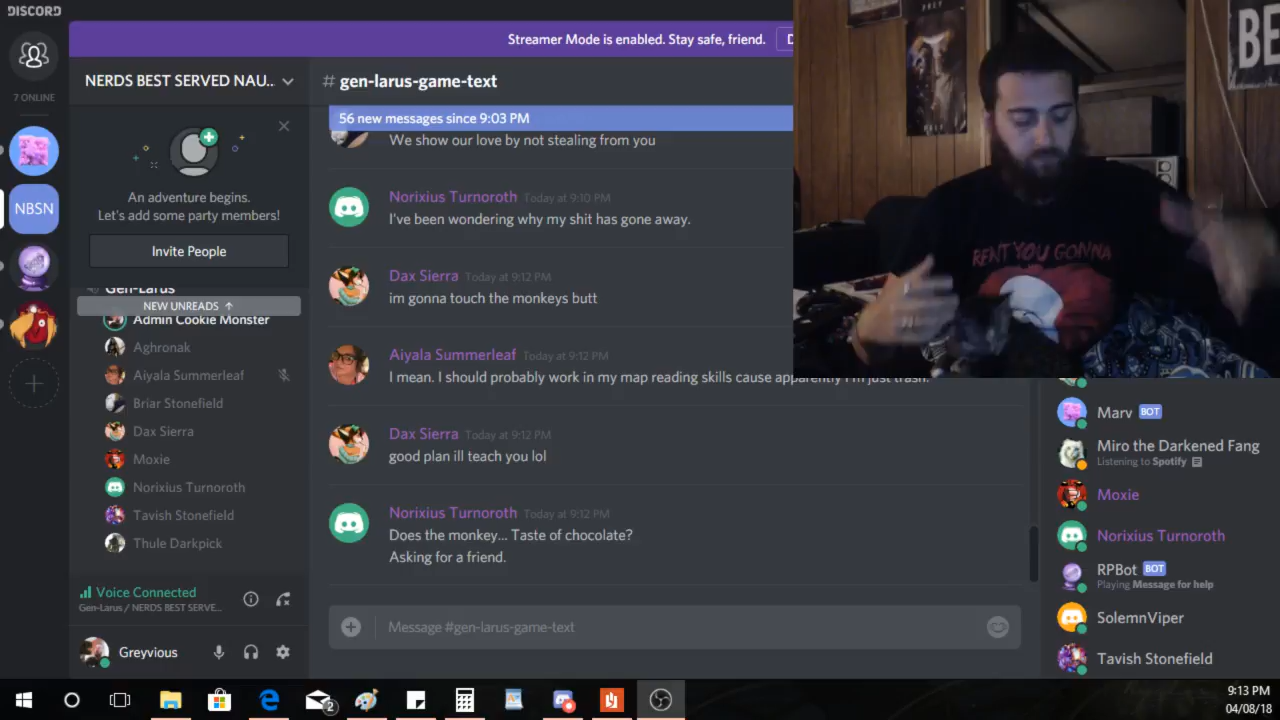 DISCORD
Streamer Mode is enabled. Stay safe, friend.
D
7 ONLINE
NBSN
NERDS BEST SERVED NAU...
An adventure begins.
Let's add some party members!
Invite People
Gen-Larus
NEW UNREADS ↑
Admin Cookie Monster
Aghronak
Aiyala Summerleaf
Briar Stonefield
Dax Sierra
Moxie
Norixius Turnoroth
Tavish Stonefield
Thule Darkpick
Voice Connected
Gen-Larus / NERDS BEST SERVE...
Greyvious
# gen-larus-game-text
56 new messages since 9:03 PM
We show our love by not stealing from you
Norixius Turnoroth Today at 9:10 PM
I've been wondering why my shit has gone away.
Dax Sierra Today at 9:12 PM
im gonna touch the monkeys butt
Aiyala Summerleaf Today at 9:12 PM
I mean. I should probably work in my map reading skills cause apparently I'm just trash.
Dax Sierra Today at 9:12 PM
good plan ill teach you lol
Norixius Turnoroth Today at 9:12 PM
Does the monkey... Taste of chocolate?
Asking for a friend.
Message #gen-larus-game-text
PREY
BE
RENT YOU GONNA
Marv BOT
Miro the Darkened Fang
Listening to Spotify
Moxie
Norixius Turnoroth
RPBot BOT
Playing Message for help
SolemnViper
Tavish Stonefield
2
9:13 PM
04/08/18